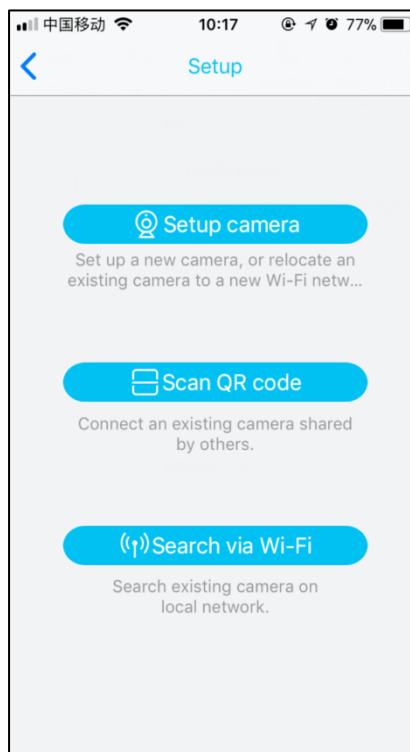 中国移动 10:17 77%
Setup
Setup camera
Set up a new camera, or relocate an
existing camera to a new Wi-Fi netw...
Scan QR code
Connect an existing camera shared
by others.
Search via Wi-Fi
Search existing camera on
local network.